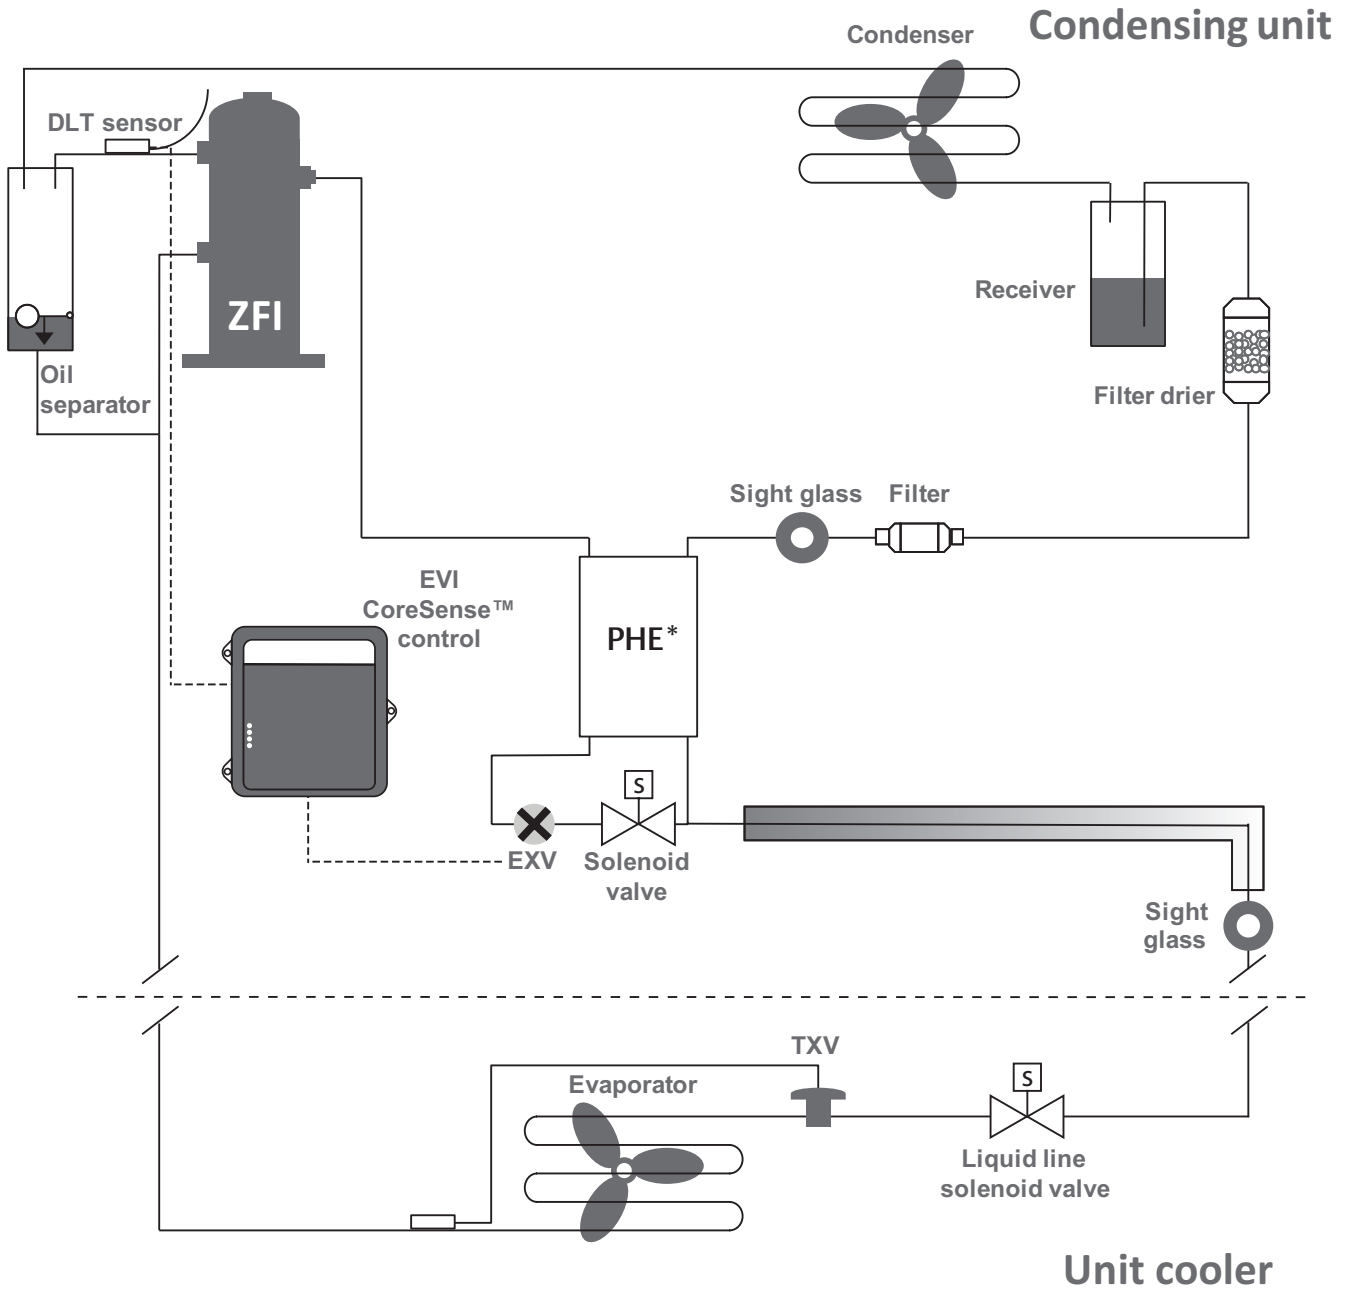 Condensing unit
Condenser
DLT sensor
ZFI
Receiver
Oil
separator
Filter drier
Sight glass
Filter
EVI
CoreSense™
control
PHE*
S
EXV
Solenoid
valve
Sight
glass
TXV
Evaporator
S
Liquid line
solenoid valve
Unit cooler